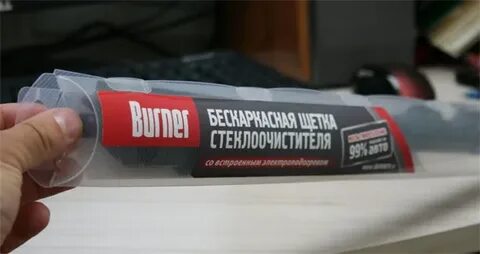 Burner
БЕСКАРКАСНАЯ ЩЕТКА
СТЕКЛООЧИСТИТЕЛЯ
со встроенным электроподогревом
99% авто